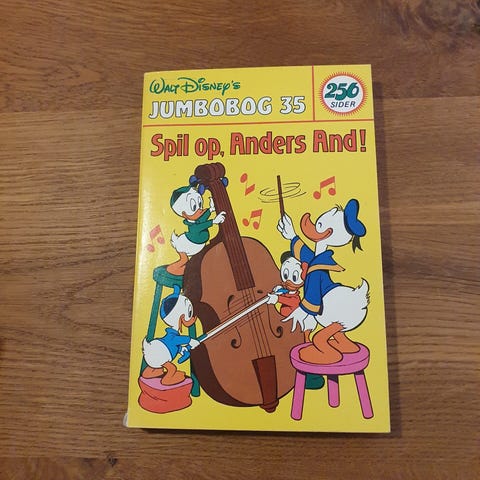 Walt Disney's
JUMBOBOG 35
256
SIDER
Spil op, Anders And!